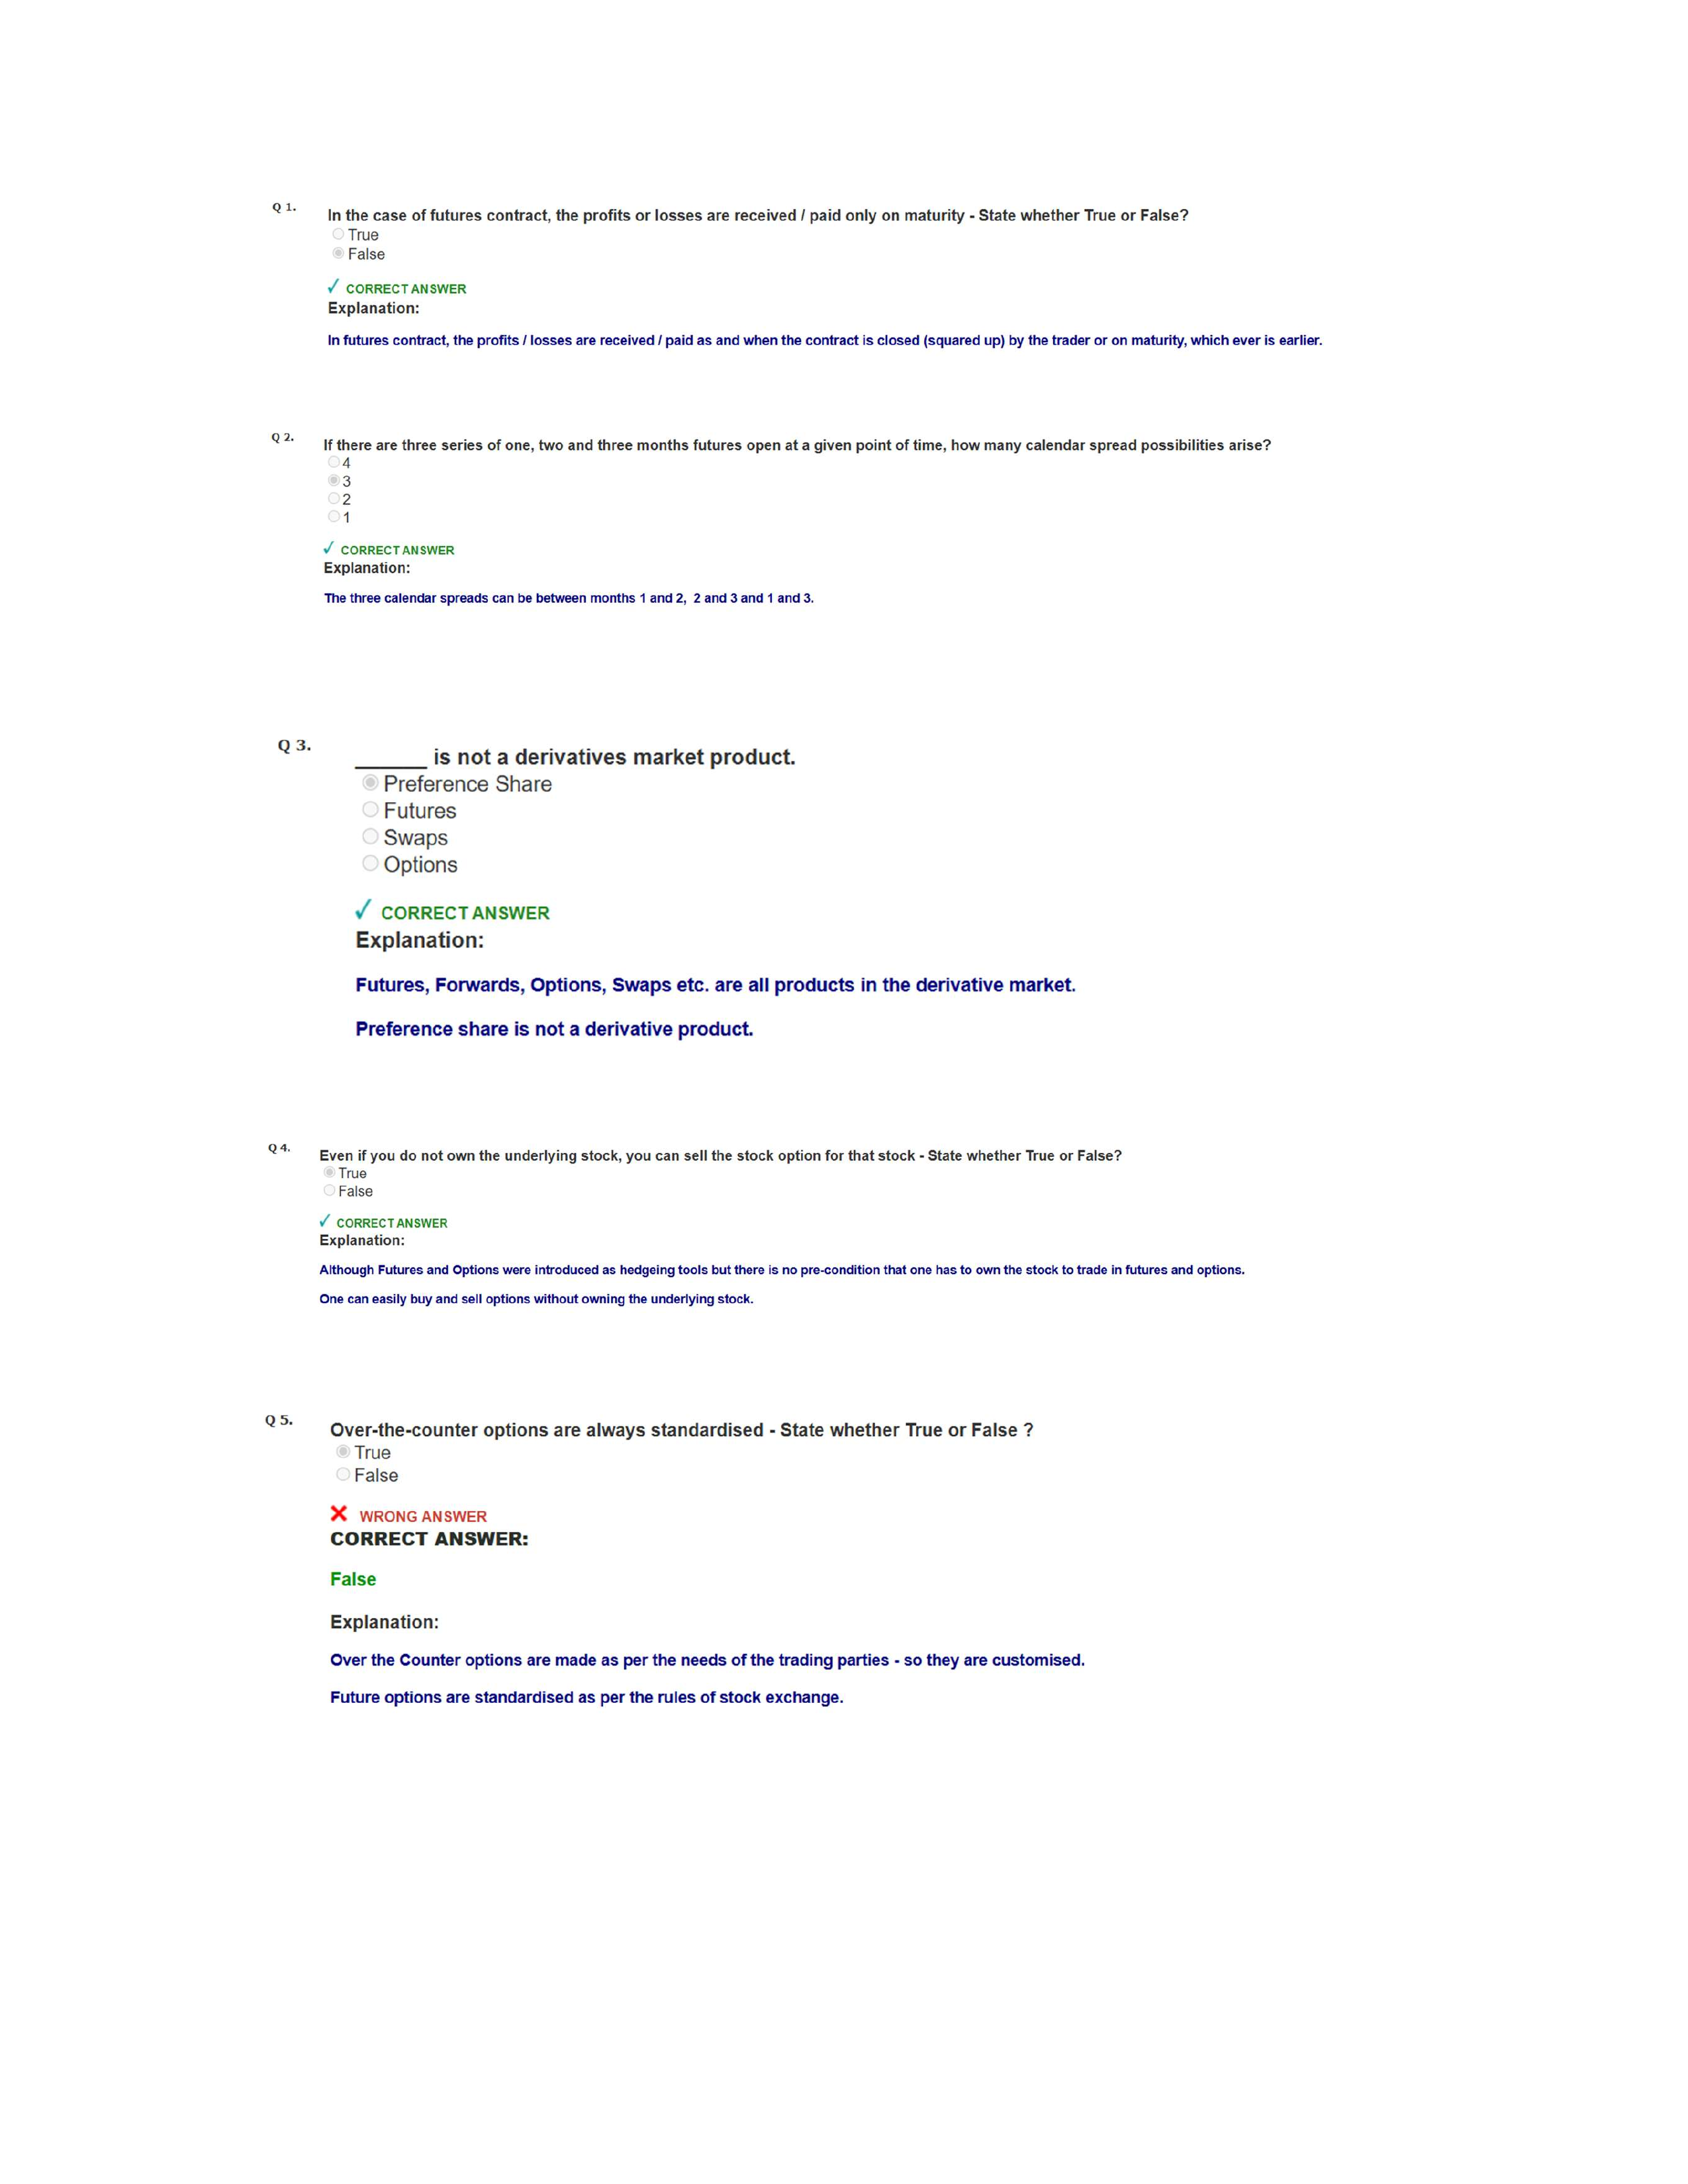 Q 1.
In the case of futures contract, the profits or losses are received / paid only on maturity - State whether True or False?
True
False
CORRECT ANSWER
Explanation:
In futures contract, the profits / losses are received / paid as and when the contract is closed (squared up) by the trader or on maturity, which ever is earlier.
Q 2.
If there are three series of one, two and three months futures open at a given point of time, how many calendar spread possibilities arise?
4
3
2
1
CORRECT ANSWER
Explanation:
The three calendar spreads can be between months 1 and 2, 2 and 3 and 1 and 3.
Q 3.
______ is not a derivatives market product.
Preference Share
Futures
Swaps
Options
CORRECT ANSWER
Explanation:
Futures, Forwards, Options, Swaps etc. are all products in the derivative market.
Preference share is not a derivative product.
Q 4.
Even if you do not own the underlying stock, you can sell the stock option for that stock - State whether True or False?
True
False
CORRECT ANSWER
Explanation:
Although Futures and Options were introduced as hedgeing tools but there is no pre-condition that one has to own the stock to trade in futures and options.
One can easily buy and sell options without owning the underlying stock.
Q 5.
Over-the-counter options are always standardised - State whether True or False ?
True
False
WRONG ANSWER
CORRECT ANSWER:
False
Explanation:
Over the Counter options are made as per the needs of the trading parties - so they are customised.
Future options are standardised as per the rules of stock exchange.